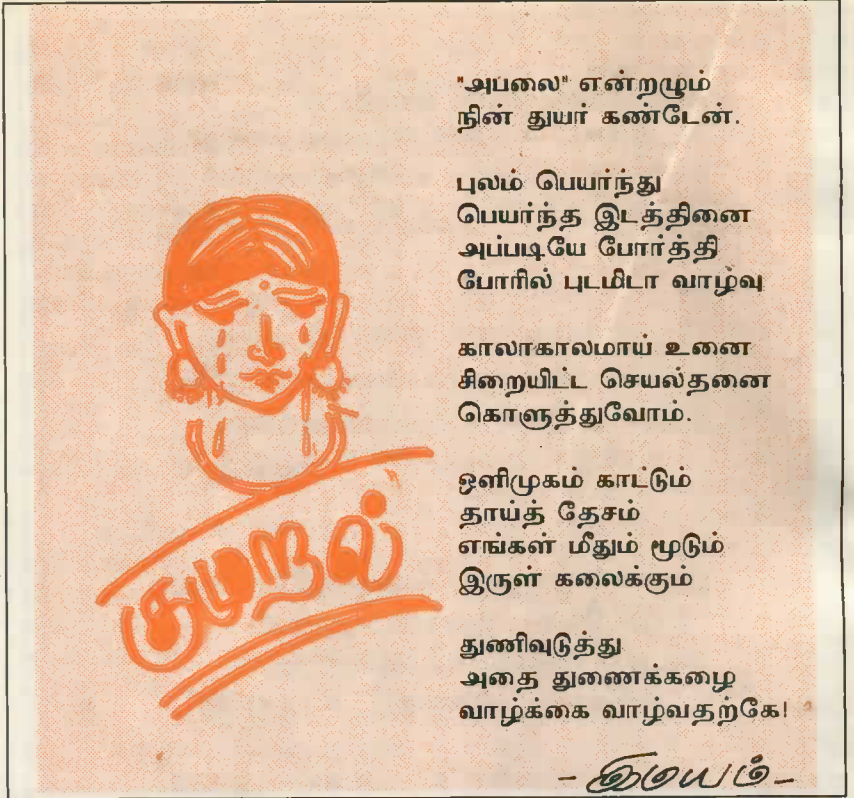 குமுறல்
"அபலை" என்றழும்
நின் துயர் கண்டேன்.
புலம் பெயர்ந்து
பெயர்ந்த இடத்தினை
அப்படியே போர்த்தி
போரில் புடமிடா வாழ்வு
காலாகாலமாய் உனை
சிறையிட்ட செயல்தனை
கொளுத்துவோம்.
ஒளிமுகம் காட்டும்
தாய்த் தேசம்
எங்கள் மீதும் மூடும்
இருள் கலைக்கும்
துணிவுடுத்து
அதை துணைக்கழை
வாழ்க்கை வாழ்வதற்கே!
- இமயம் -